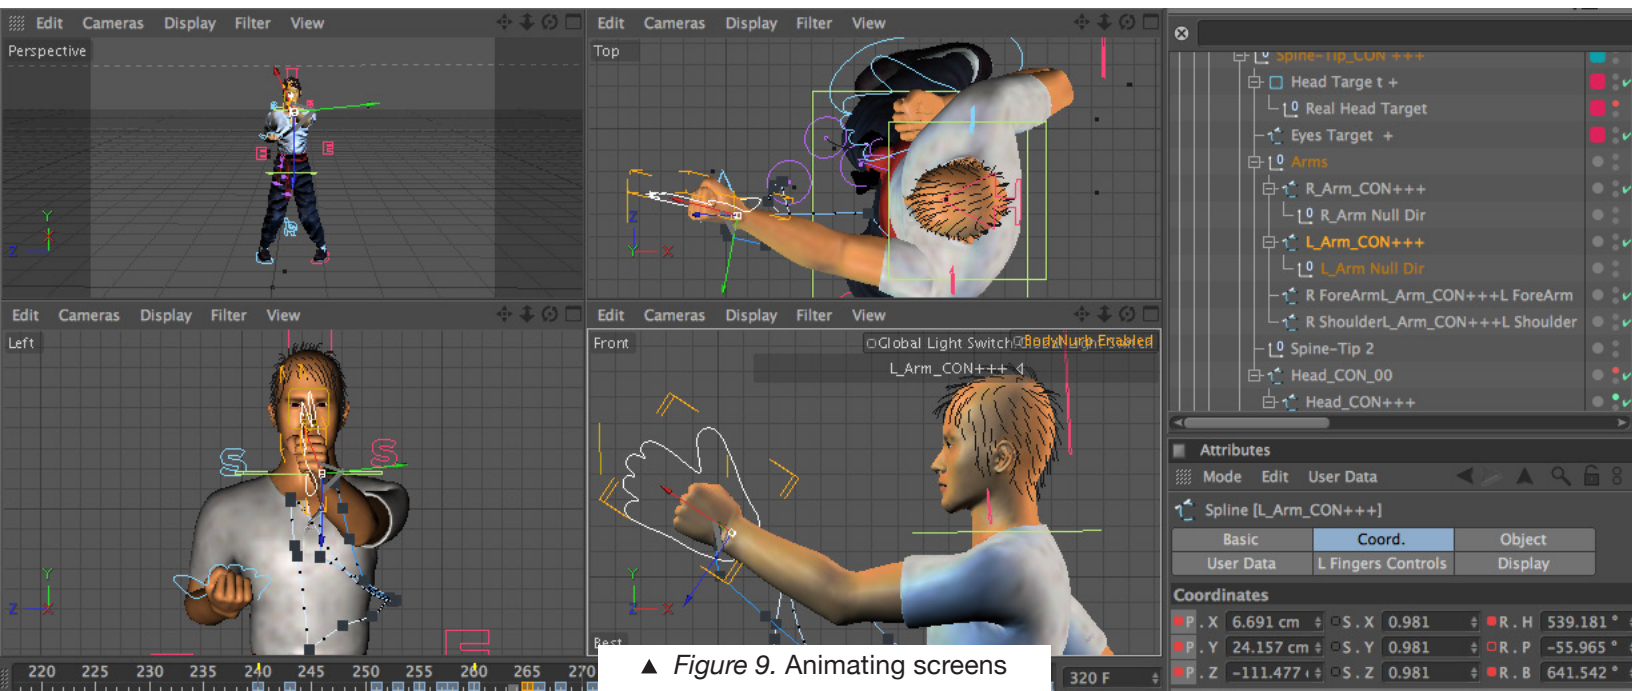 Edit Cameras Display Filter View
Perspective
Y
Z
Edit Cameras Display Filter View
Top
Z
Y X
Edit Cameras Display Filter View
Left
S S
Y
Z X
Edit Cameras Display Filter View
Front
Global Light Switch BodyNurb Enabled
L_Arm_CON+++
Y
Z X
Best
220 225 230 235 240 245 250 255 260 265 270
▲ Figure 9. Animating screens
320 F
Spine-Tip_CON +++
Head Targe t +
Real Head Target
Eyes Target +
Arms
R_Arm_CON+++
R_Arm Null Dir
L_Arm_CON+++
L_Arm Null Dir
R ForeArmL_Arm_CON+++L ForeArm
R ShoulderL_Arm_CON+++L Shoulder
Spine-Tip 2
Head_CON_00
Head_CON+++
Attributes
Mode Edit User Data
Spline [L_Arm_CON+++]
Basic Coord. Object
User Data L Fingers Controls Display
Coordinates
P . X 6.691 cm S . X 0.981 R . H 539.181 °
P . Y 24.157 cm S . Y 0.981 R . P -55.965 °
P . Z -111.477 S . Z 0.981 R . B 641.542 °